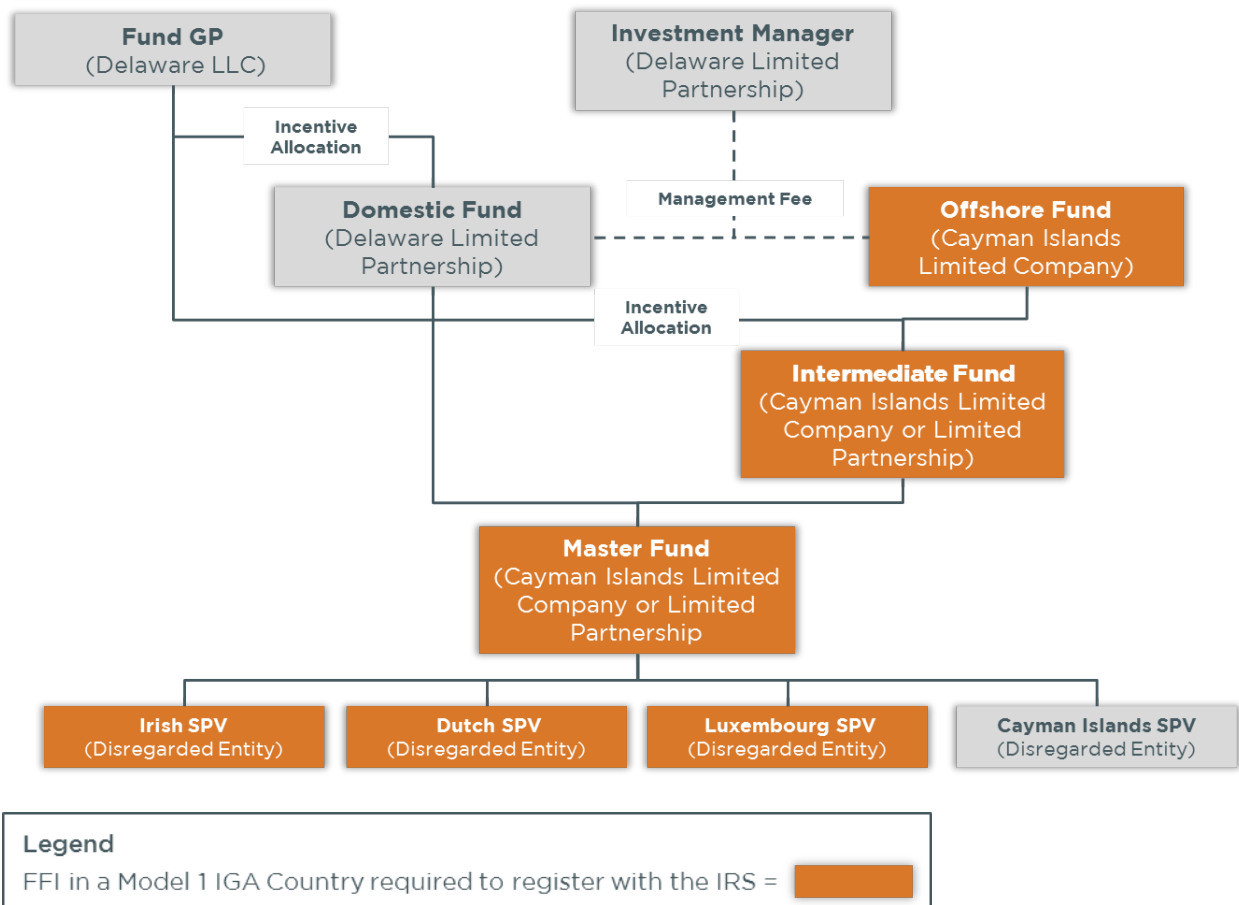 Fund GP
(Delaware LLC)
Investment Manager
(Delaware Limited
Partnership)
Incentive
Allocation
Management Fee
Domestic Fund
(Delaware Limited
Partnership)
Offshore Fund
(Cayman Islands
Limited Company)
Incentive
Allocation
Intermediate Fund
(Cayman Islands Limited
Company or Limited
Partnership)
Master Fund
(Cayman Islands Limited
Company or Limited
Partnership
Irish SPV
(Disregarded Entity)
Dutch SPV
(Disregarded Entity)
Luxembourg SPV
(Disregarded Entity)
Cayman Islands SPV
(Disregarded Entity)
Legend
FFI in a Model 1 IGA Country required to register with the IRS =